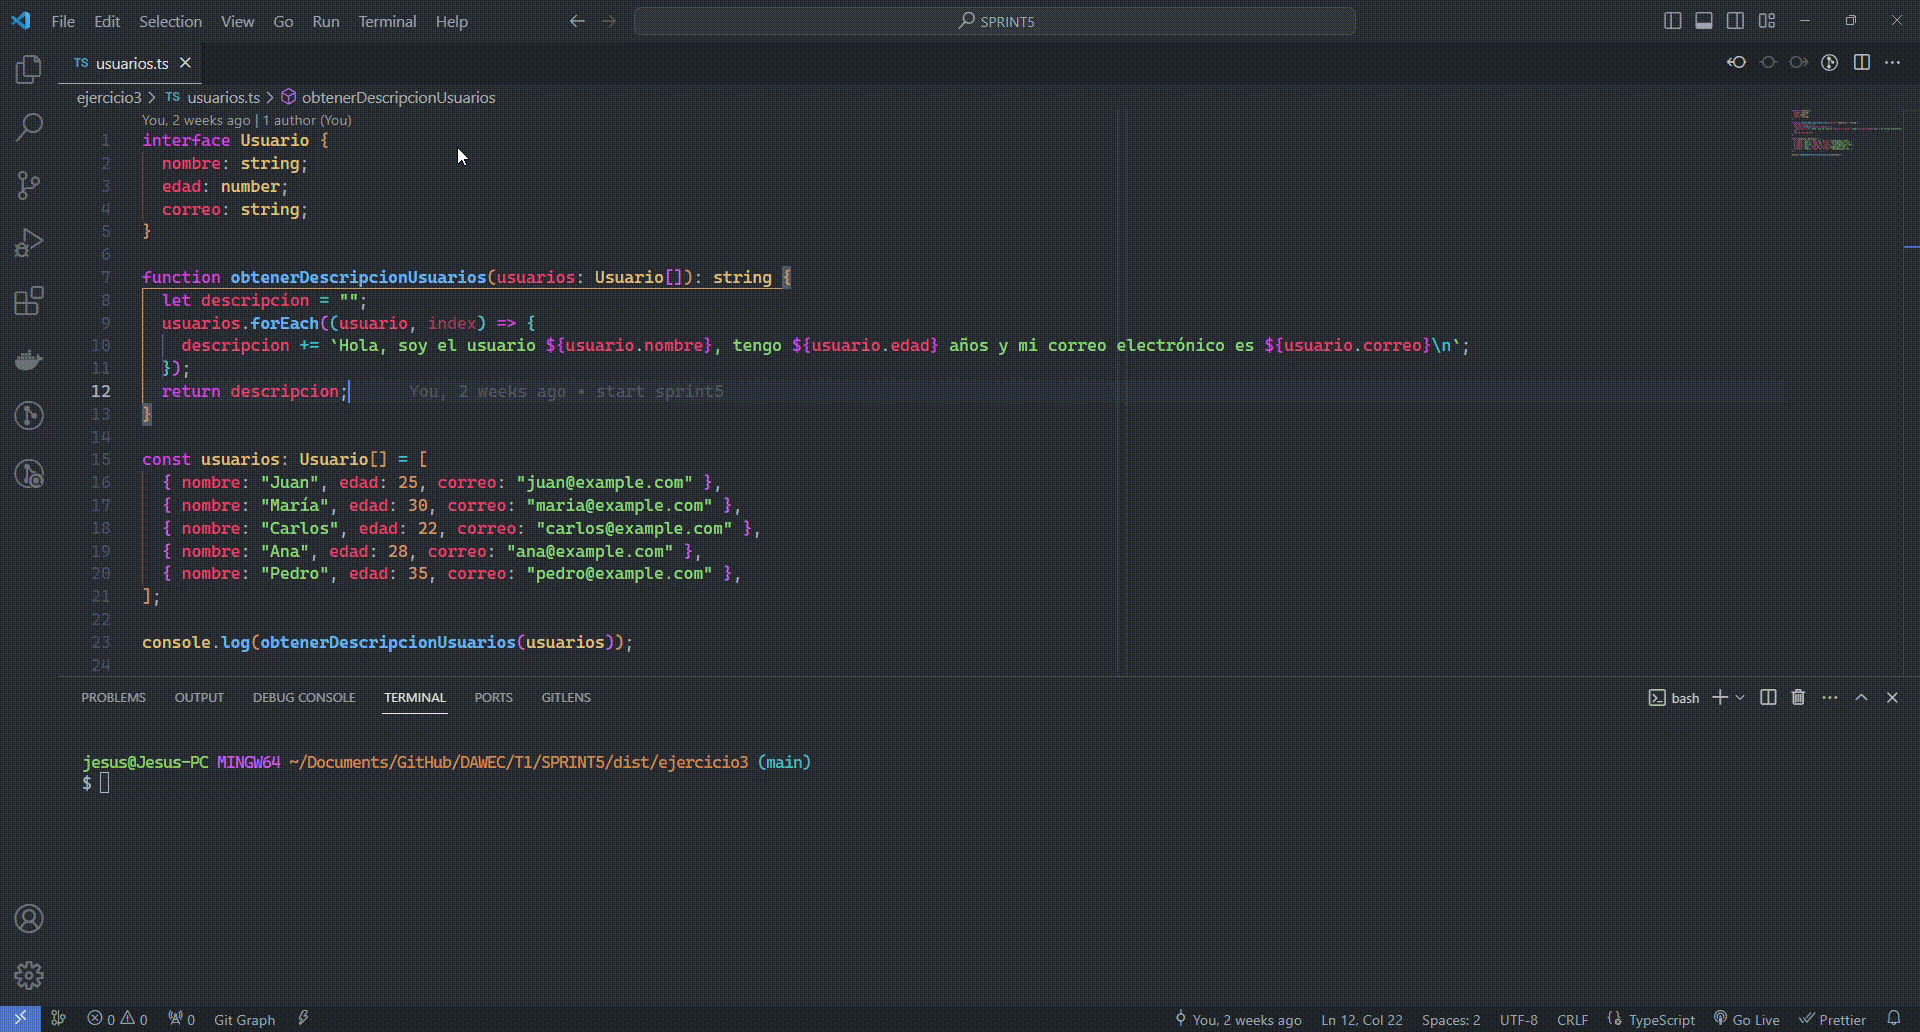 File Edit Selection View Go Run Terminal Help
SPRINT5
TS usuarios.ts
ejercicio3 > TS usuarios.ts > obtenerDescripcionUsuarios
You, 2 weeks ago | 1 author (You)
1 interface Usuario {
2 nombre: string;
3 edad: number;
4 correo: string;
5 }
6
7 function obtenerDescripcionUsuarios(usuarios: Usuario[]): string {
8 let descripcion = "";
9 usuarios.forEach((usuario, index) => {
10 descripcion += `Hola, soy el usuario ${usuario.nombre}, tengo ${usuario.edad} años y mi correo electrónico es ${usuario.correo}\n`;
11 });
12 return descripcion; You, 2 weeks ago • start sprint5
13 }
14
15 const usuarios: Usuario[] = [
16 { nombre: "Juan", edad: 25, correo: "juan@example.com" },
17 { nombre: "María", edad: 30, correo: "maria@example.com" },
18 { nombre: "Carlos", edad: 22, correo: "carlos@example.com" },
19 { nombre: "Ana", edad: 28, correo: "ana@example.com" },
20 { nombre: "Pedro", edad: 35, correo: "pedro@example.com" },
21 ];
22
23 console.log(obtenerDescripcionUsuarios(usuarios));
24
PROBLEMS OUTPUT DEBUG CONSOLE TERMINAL PORTS GITLENS
bash
jesus@Jesus-PC MINGW64 ~/Documents/GitHub/DAWEC/T1/SPRINT5/dist/ejercicio3 (main)
$
0 0 0 Git Graph You, 2 weeks ago Ln 12, Col 22 Spaces: 2 UTF-8 CRLF TypeScript Go Live Prettier